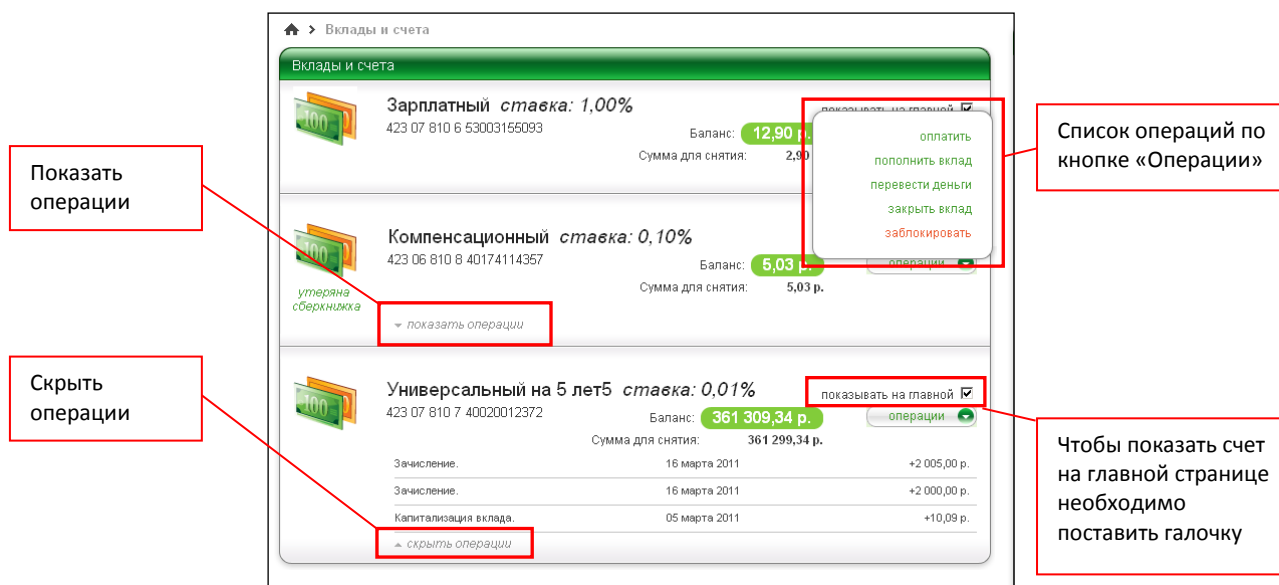 Вклады и счета
Вклады и счета
Зарплатный ставка: 1,00%
показывать на главной
423 07 810 6 53003155093
Баланс: 12,90 р.
Сумма для снятия: 2,90
оплатить
пополнить вклад
перевести деньги
закрыть вклад
заблокировать
Список операций по
кнопке «Операции»
Показать
операции
100
Компенсационный ставка: 0,10%
423 06 810 8 40174114357
Баланс: 5,03 р.
операции
Сумма для снятия: 5,03 р.
100
утеряна
сберкнижка
показать операции
Скрыть
операции
Универсальный на 5 лет5 ставка: 0,01%
показывать на главной
423 07 810 7 40020012372
Баланс: 361 309,34 р.
операции
Сумма для снятия: 361 299,34 р.
100
Зачисление. 16 марта 2011 +2 005,00 р.
Зачисление. 16 марта 2011 +2 000,00 р.
Капитализация вклада. 05 марта 2011 +10,09 р.
скрыть операции
Чтобы показать счет
на главной странице
необходимо
поставить галочку